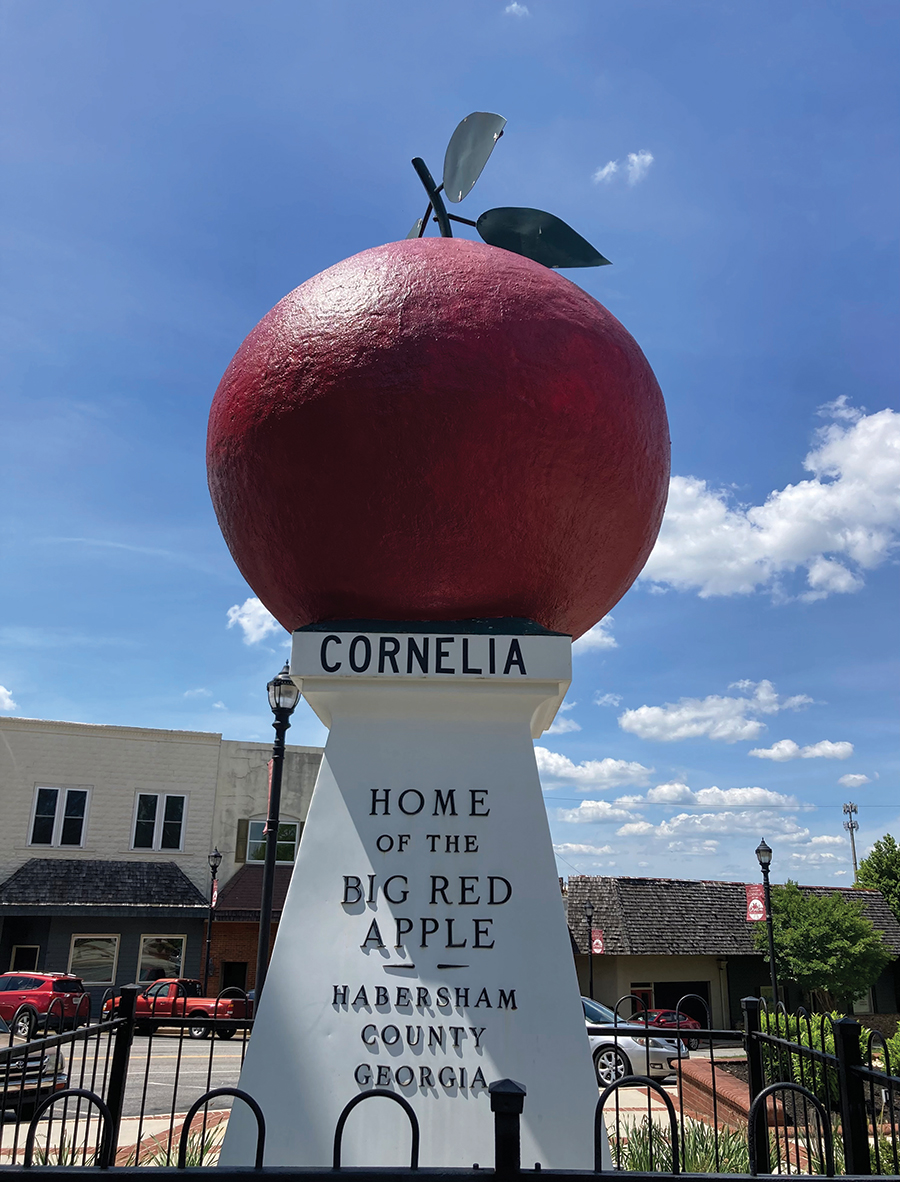 CORNELIA
HOME
OF THE
BIG RED
APPLE
HABERSHAM
COUNTY
GEORGIA